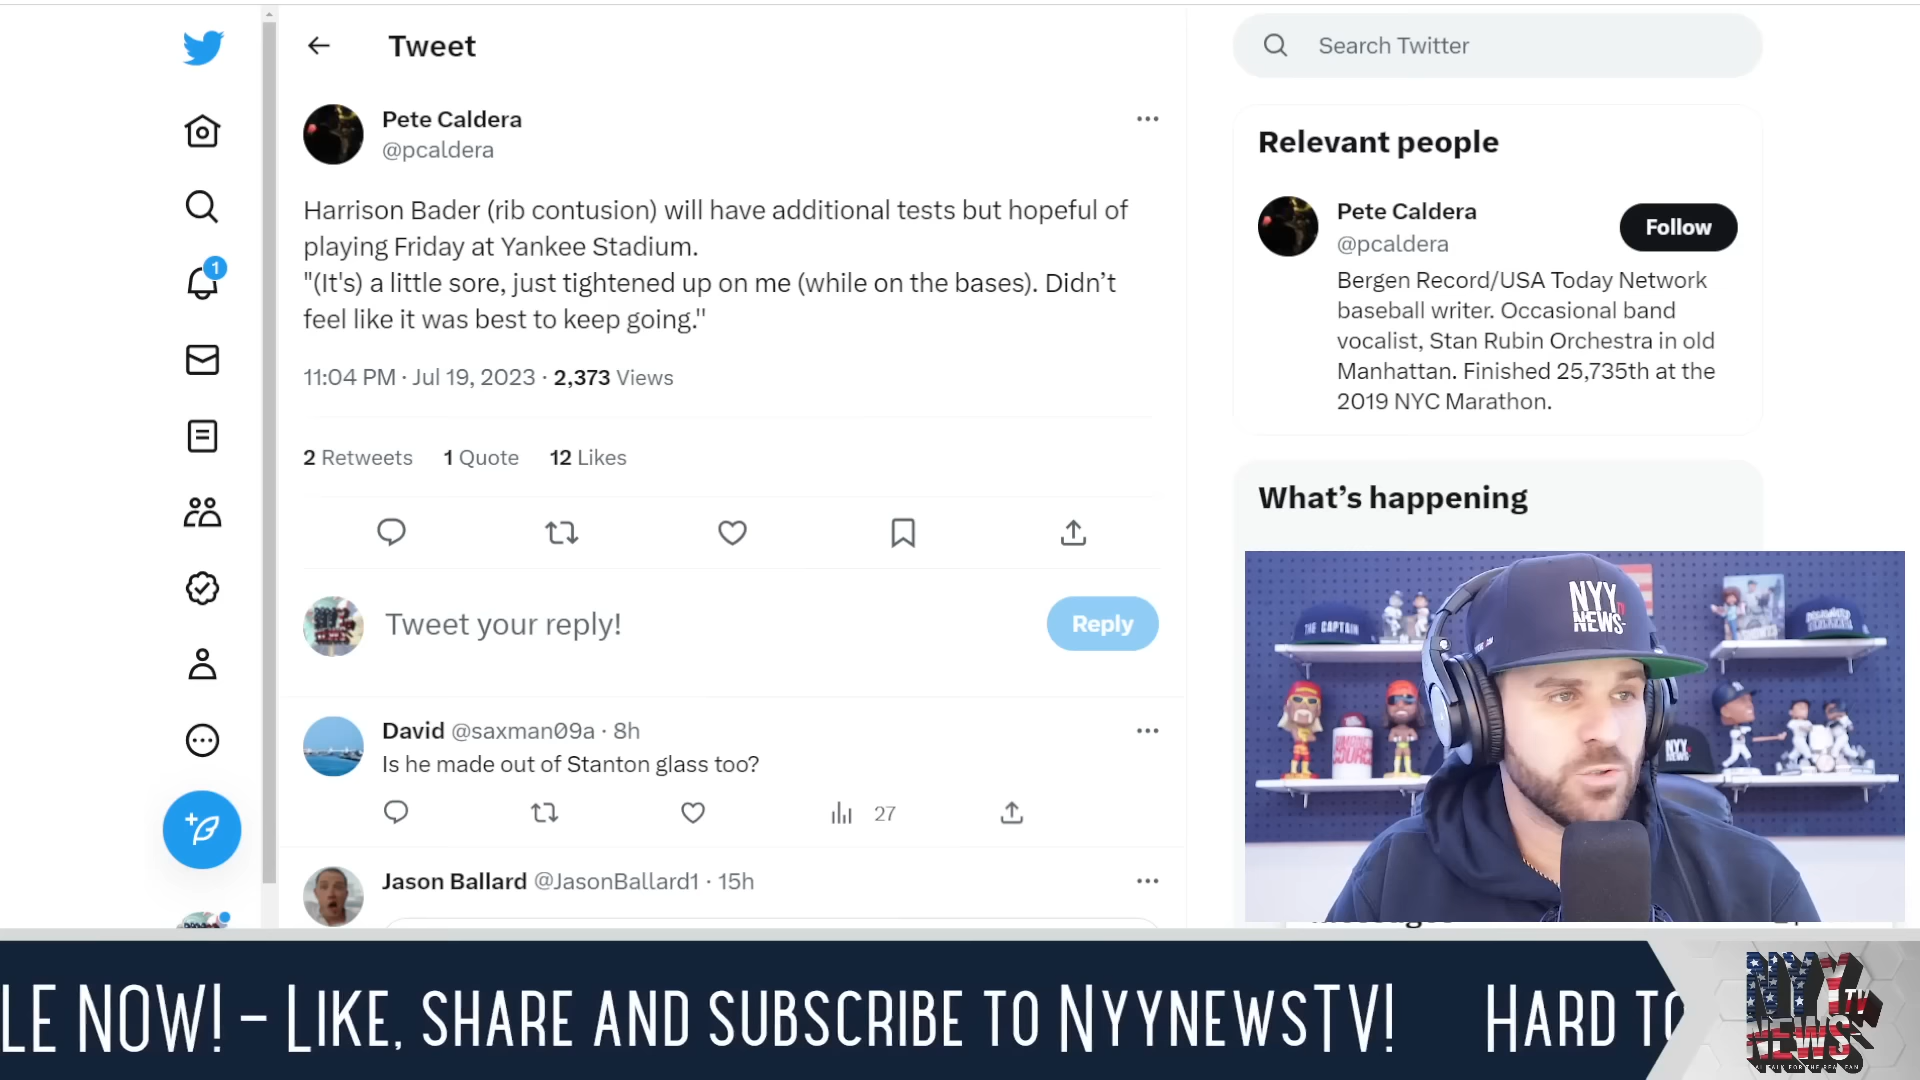 Tweet
Search Twitter
Pete Caldera
@pcaldera
Harrison Bader (rib contusion) will have additional tests but hopeful of
playing Friday at Yankee Stadium.
"(It's) a little sore, just tightened up on me (while on the bases). Didn’t
feel like it was best to keep going."
11:04 PM · Jul 19, 2023 · 2,373 Views
2 Retweets 1 Quote 12 Likes
Tweet your reply!
Reply
David @saxman09a · 8h
Is he made out of Stanton glass too?
27
Jason Ballard @JasonBallard1 · 15h
1
Relevant people
Pete Caldera
@pcaldera
Follow
Bergen Record/USA Today Network
baseball writer. Occasional band
vocalist, Stan Rubin Orchestra in old
Manhattan. Finished 25,735th at the
2019 NYC Marathon.
What’s happening
THE CAPTAIN
NYY
NEWS
NYY
NEWS
LE NOW! – LIKE, SHARE AND SUBSCRIBE TO NYYNEWSTV! HARD TO
NYY
TV
NEWS